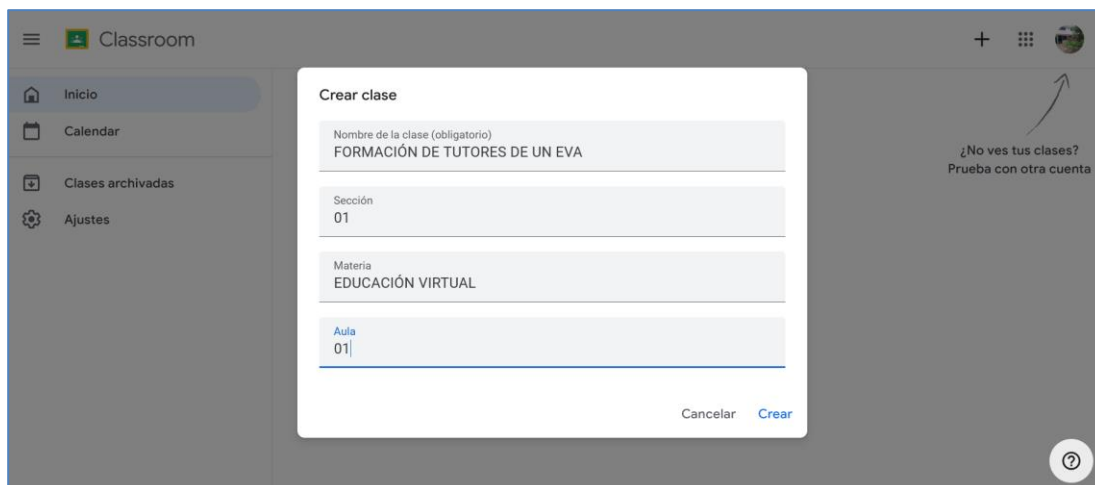 Classroom
Inicio
Calendar
Clases archivadas
Ajustes
Crear clase
Nombre de la clase (obligatorio)
FORMACIÓN DE TUTORES DE UN EVA
Sección
01
Materia
EDUCACIÓN VIRTUAL
Aula
01
Cancelar Crear
¿No ves tus clases?
Prueba con otra cuenta